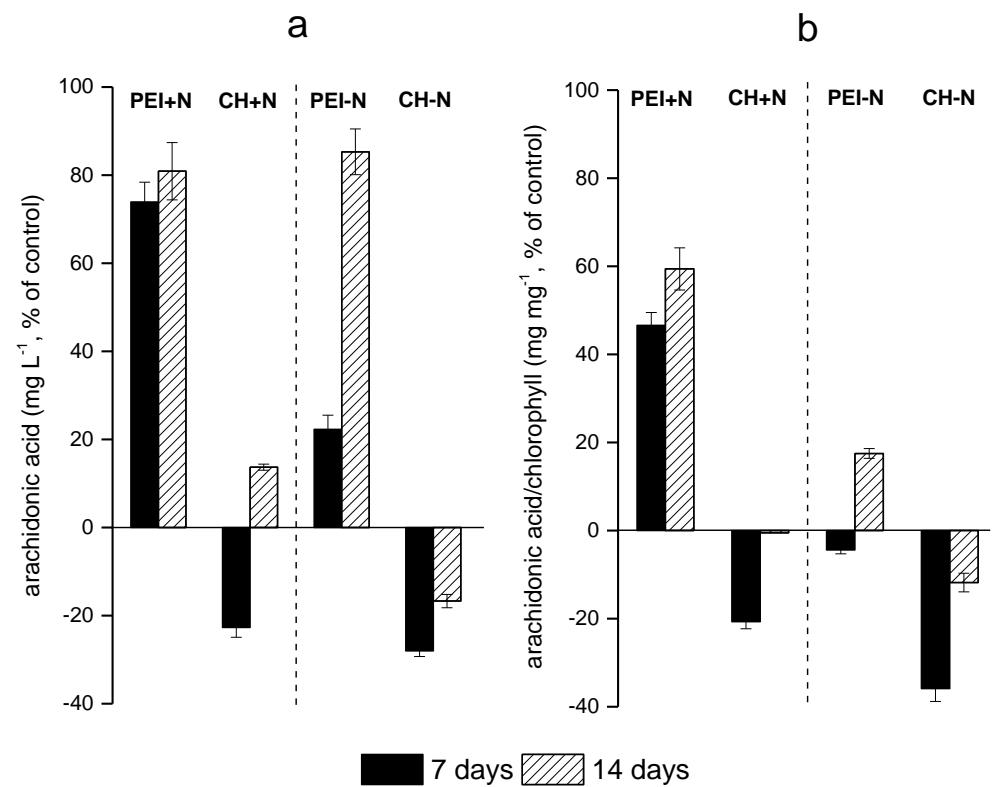 a
arachidonic acid (mg L⁻¹, % of control)
100
80
60
40
20
0
-20
-40
PEI+N CH+N PEI-N CH-N
b
arachidonic acid/chlorophyll (mg mg⁻¹, % of control)
100
80
60
40
20
0
-20
-40
PEI+N CH+N PEI-N CH-N
7 days 14 days